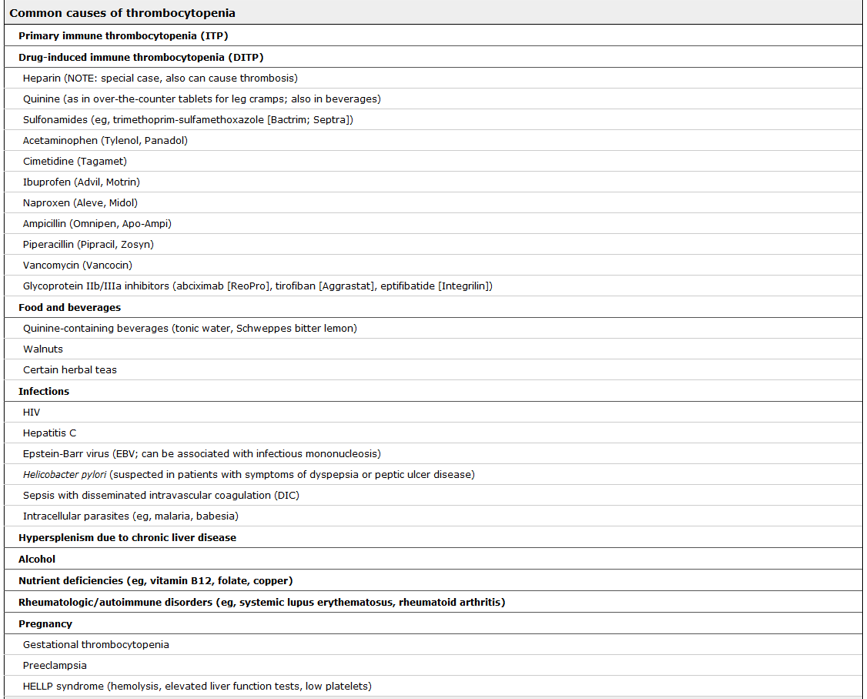 Common causes of thrombocytopenia
Primary immune thrombocytopenia (ITP)
Drug-induced immune thrombocytopenia (DITP)
Heparin (NOTE: special case, also can cause thrombosis)
Quinine (as in over-the-counter tablets for leg cramps; also in beverages)
Sulfonamides (eg, trimethoprim-sulfamethoxazole [Bactrim; Septra])
Acetaminophen (Tylenol, Panadol)
Cimetidine (Tagamet)
Ibuprofen (Advil, Motrin)
Naproxen (Aleve, Midol)
Ampicillin (Omnipen, Apo-Ampi)
Piperacillin (Pipracil, Zosyn)
Vancomycin (Vancocin)
Glycoprotein IIb/IIIa inhibitors (abciximab [ReoPro], tirofiban [Aggrastat], eptifibatide [Integrilin])
Food and beverages
Quinine-containing beverages (tonic water, Schweppes bitter lemon)
Walnuts
Certain herbal teas
Infections
HIV
Hepatitis C
Epstein-Barr virus (EBV; can be associated with infectious mononucleosis)
Helicobacter pylori (suspected in patients with symptoms of dyspepsia or peptic ulcer disease)
Sepsis with disseminated intravascular coagulation (DIC)
Intracellular parasites (eg, malaria, babesia)
Hypersplenism due to chronic liver disease
Alcohol
Nutrient deficiencies (eg, vitamin B12, folate, copper)
Rheumatologic/autoimmune disorders (eg, systemic lupus erythematosus, rheumatoid arthritis)
Pregnancy
Gestational thrombocytopenia
Preeclampsia
HELLP syndrome (hemolysis, elevated liver function tests, low platelets)